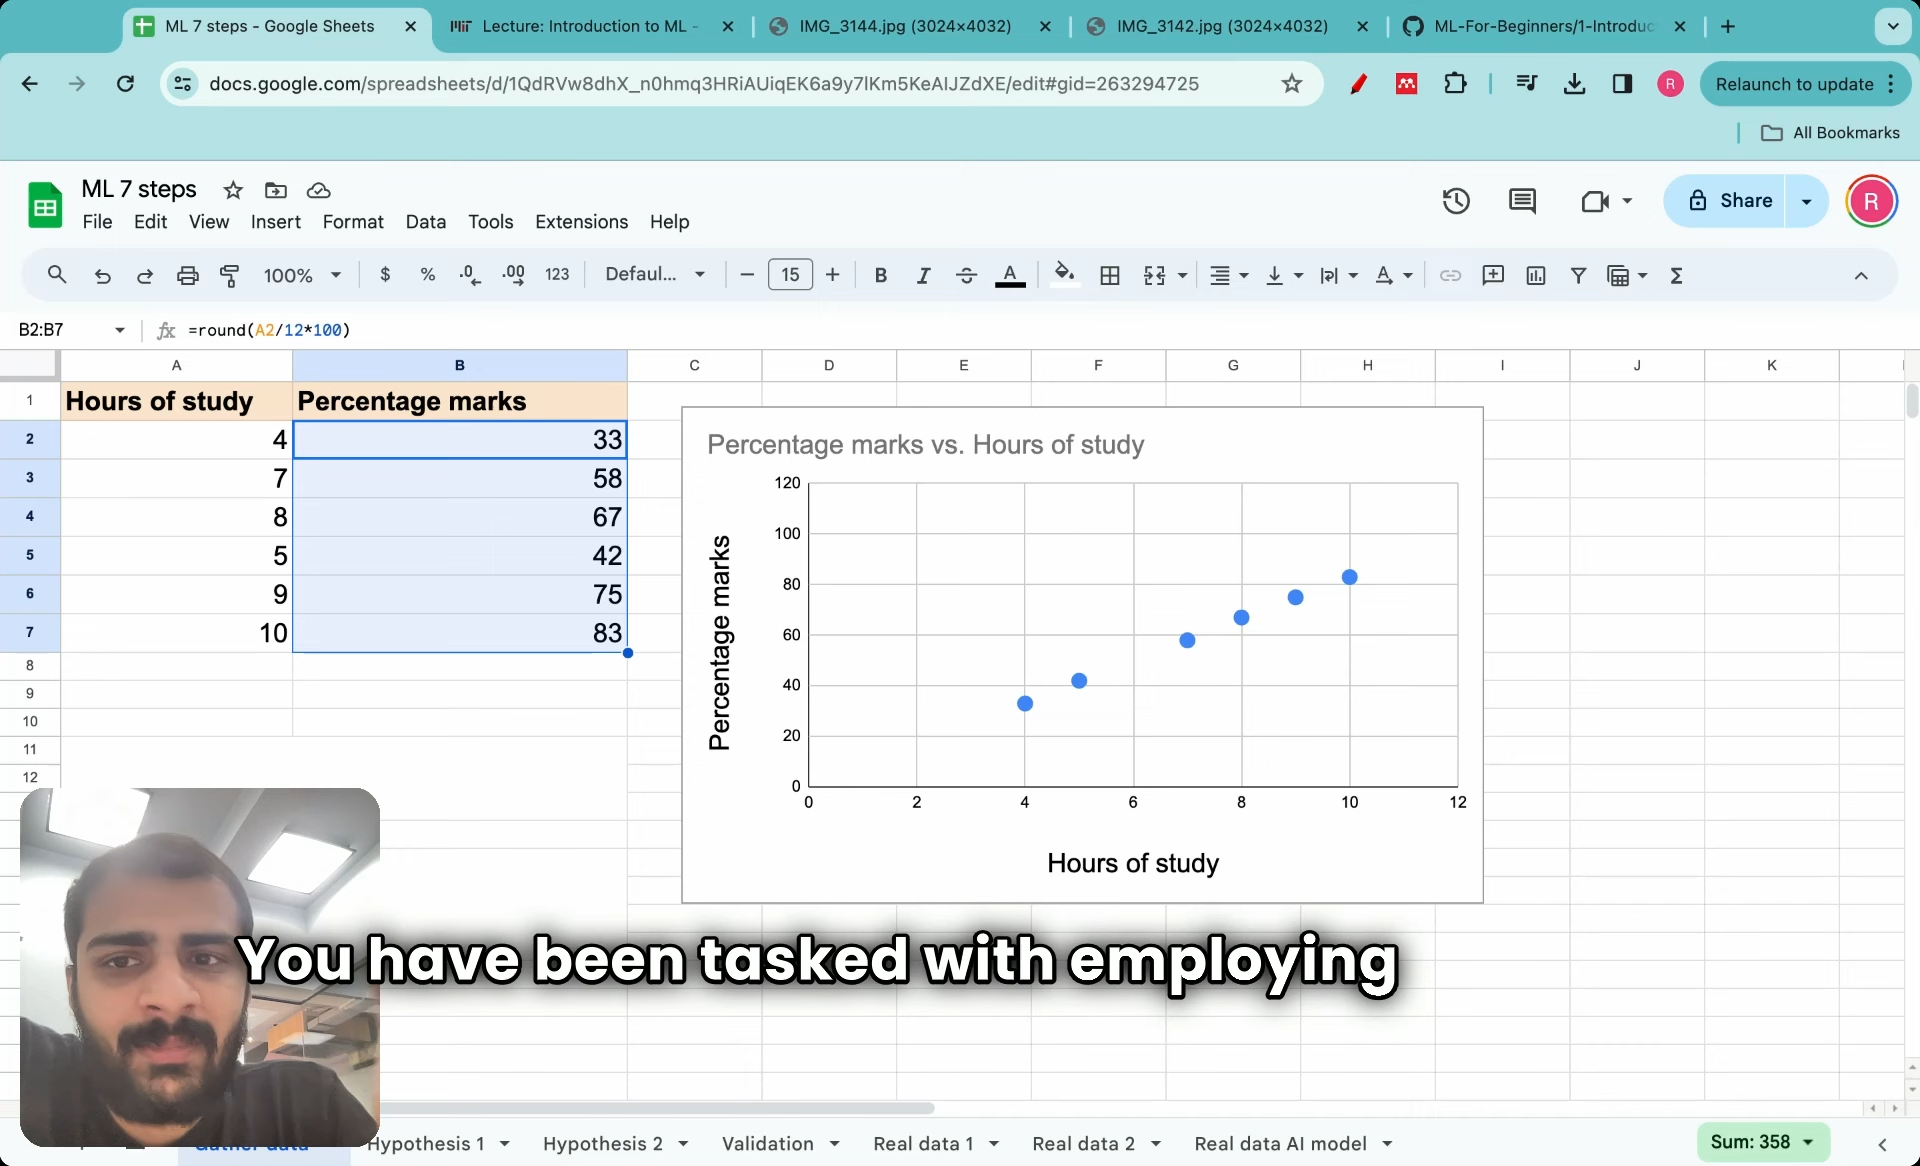 ML 7 steps - Google Sheets
MIT Lecture: Introduction to ML -
IMG_3144.jpg (3024×4032)
IMG_3142.jpg (3024×4032)
ML-For-Beginners/1-Introduc
docs.google.com/spreadsheets/d/1QdRVw8dhX_n0hmq3HRiAUiqEK6a9y7lKm5KeAIJZdXE/edit#gid=263294725
R
Relaunch to update
All Bookmarks
ML 7 steps
File Edit View Insert Format Data Tools Extensions Help
Share
R
100% $ % .0 .00 123 Defaul... − 15 + B I A Σ
B2:B7 fx =round(A2/12*100)
A B C D E F G H I J K
1 Hours of study Percentage marks
2 4 33
3 7 58
4 8 67
5 5 42
6 9 75
7 10 83
8
9
10
11
12
Percentage marks vs. Hours of study
Percentage marks
120
100
80
60
40
20
0
0 2 4 6 8 10 12
Hours of study
You have been tasked with employing
Hypothesis 1 Hypothesis 2 Validation Real data 1 Real data 2 Real data AI model
Sum: 358